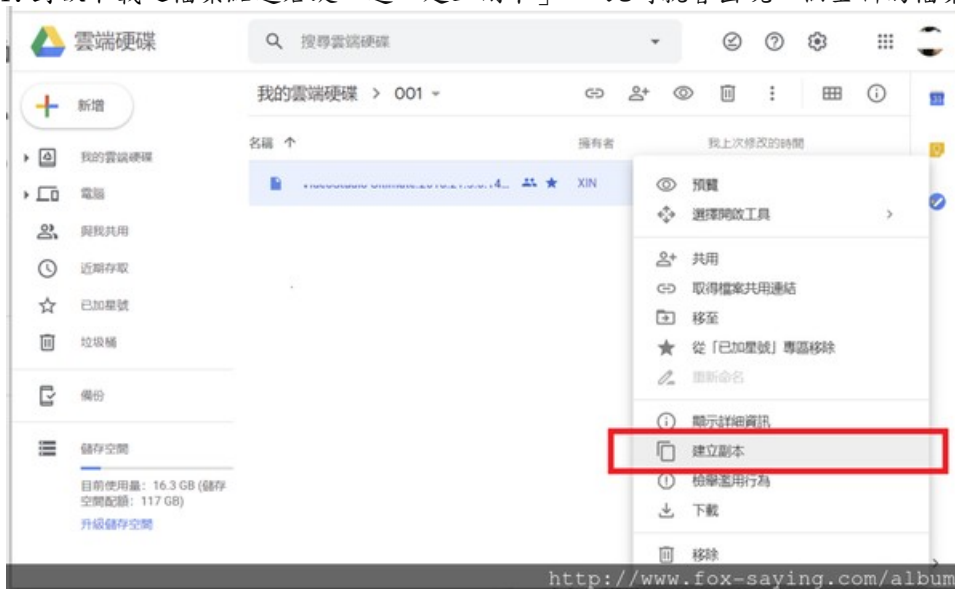 雲端硬碟
搜尋雲端硬碟
新增
我的雲端硬碟 > 001
名稱 ↑ 擁有者 我上次修改的時間
XIN
我的雲端硬碟
電腦
與我共用
近期存取
已加星號
垃圾桶
備份
儲存空間
目前使用量：16.3 GB (儲存
空間配額：117 GB)
升級儲存空間
31
預覽
選擇開啟工具
共用
取得檔案共用連結
移至
從「已加星號」專區移除
重新命名
顯示詳細資訊
建立副本
檢舉濫用行為
下載
移除
http://www.fox-saying.com/album